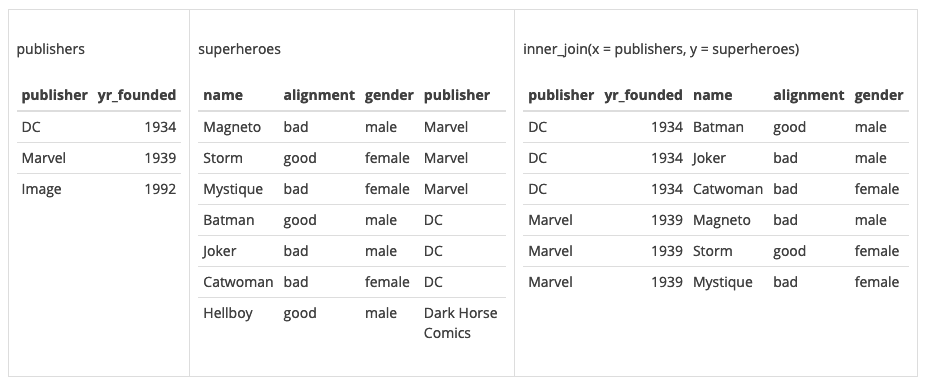 publishers
publisher yr_founded
DC 1934
Marvel 1939
Image 1992
superheroes
name alignment gender publisher
Magneto bad male Marvel
Storm good female Marvel
Mystique bad female Marvel
Batman good male DC
Joker bad male DC
Catwoman bad female DC
Hellboy good male Dark Horse
Comics
inner_join(x = publishers, y = superheroes)
publisher yr_founded name alignment gender
DC 1934 Batman good male
DC 1934 Joker bad male
DC 1934 Catwoman bad female
Marvel 1939 Magneto bad male
Marvel 1939 Storm good female
Marvel 1939 Mystique bad female